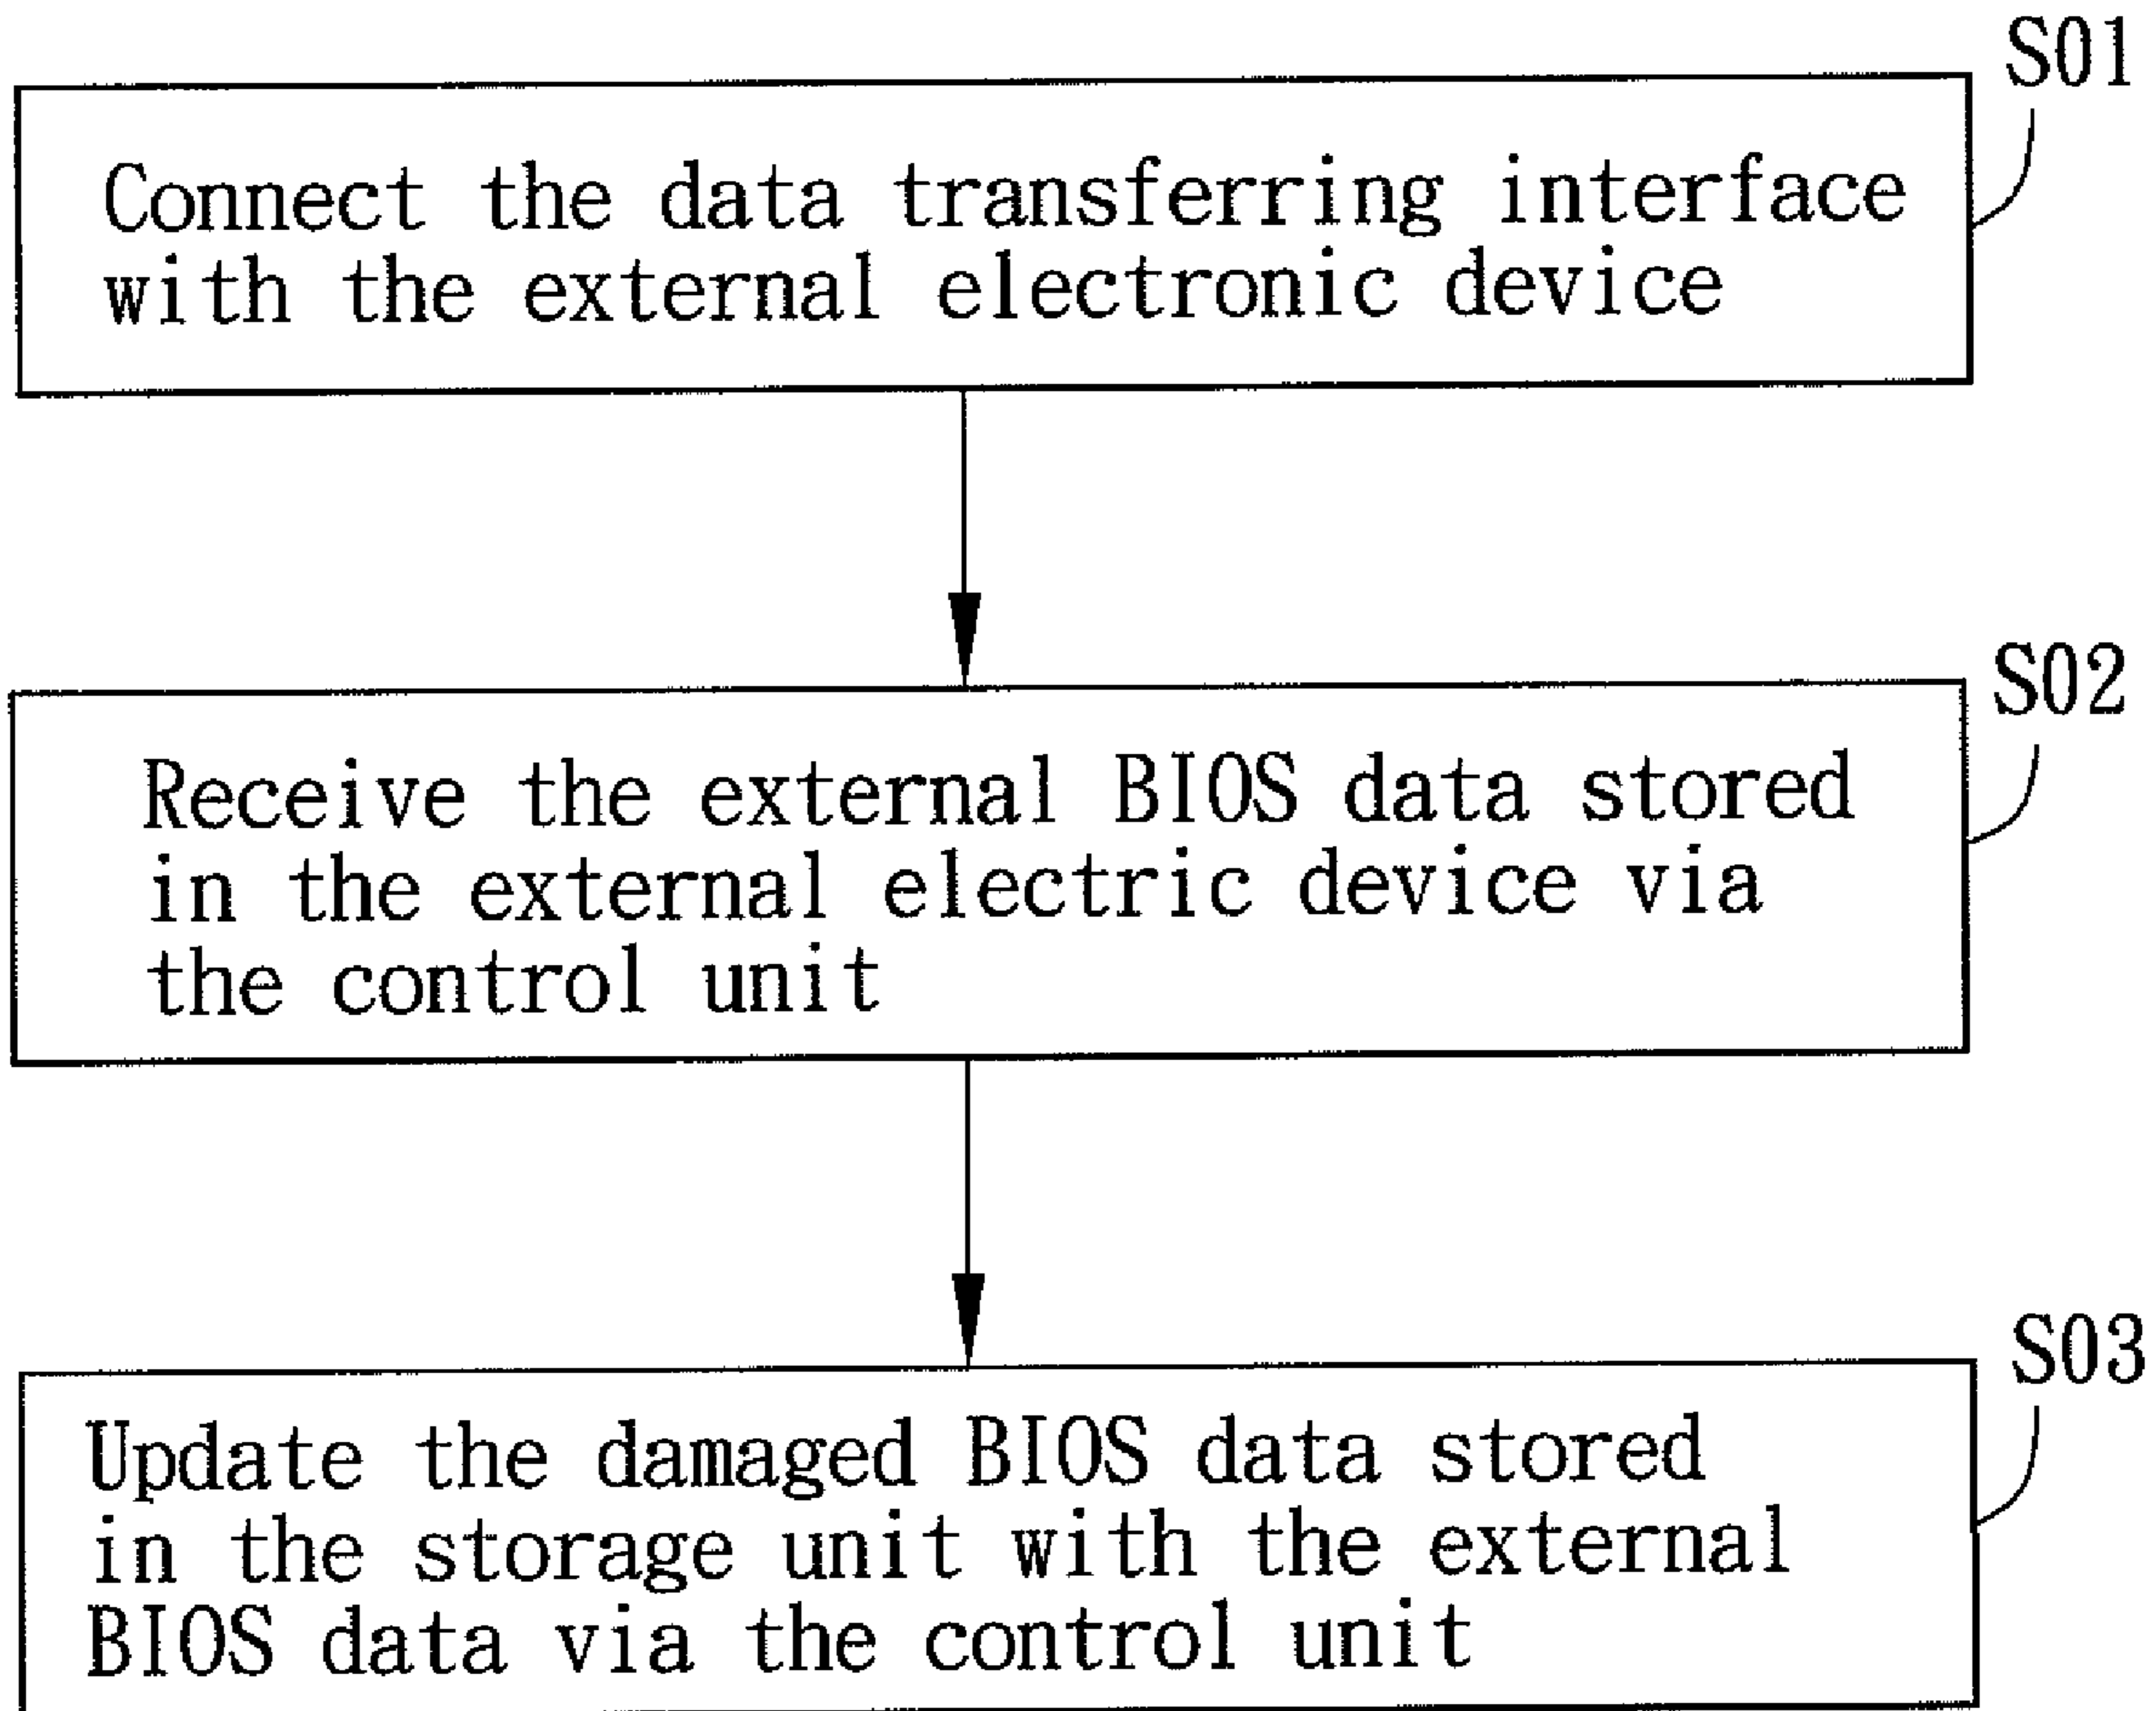 S01
Connect the data transferring interface
with the external electronic device
S02
Receive the external BIOS data stored
in the external electric device via
the control unit
S03
Update the damaged BIOS data stored
in the storage unit with the external
BIOS data via the control unit